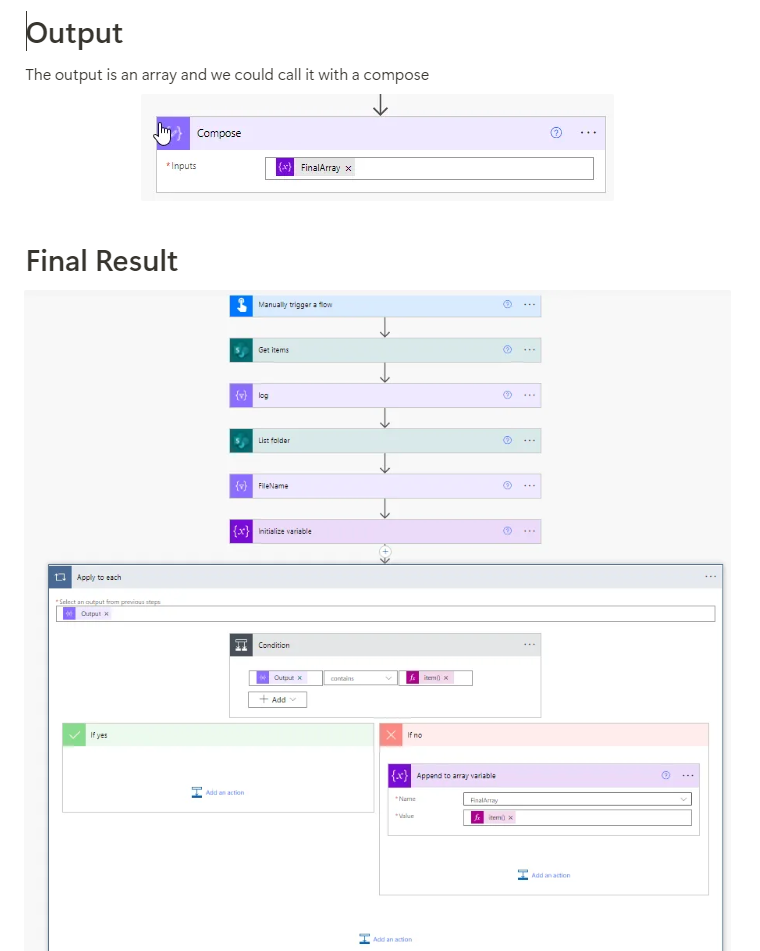 Output
The output is an array and we could call it with a compose
Compose
*Inputs
FinalArray ×
Final Result
Manually trigger a flow
Get items
log
List folder
FileName
Initialize variable
Apply to each
*Select an output from previous steps
Output ×
Condition
Output × contains item() ×
+ Add
If yes
If no
Append to array variable
*Name FinalArray
*Value item() ×
Add an action
Add an action
Add an action